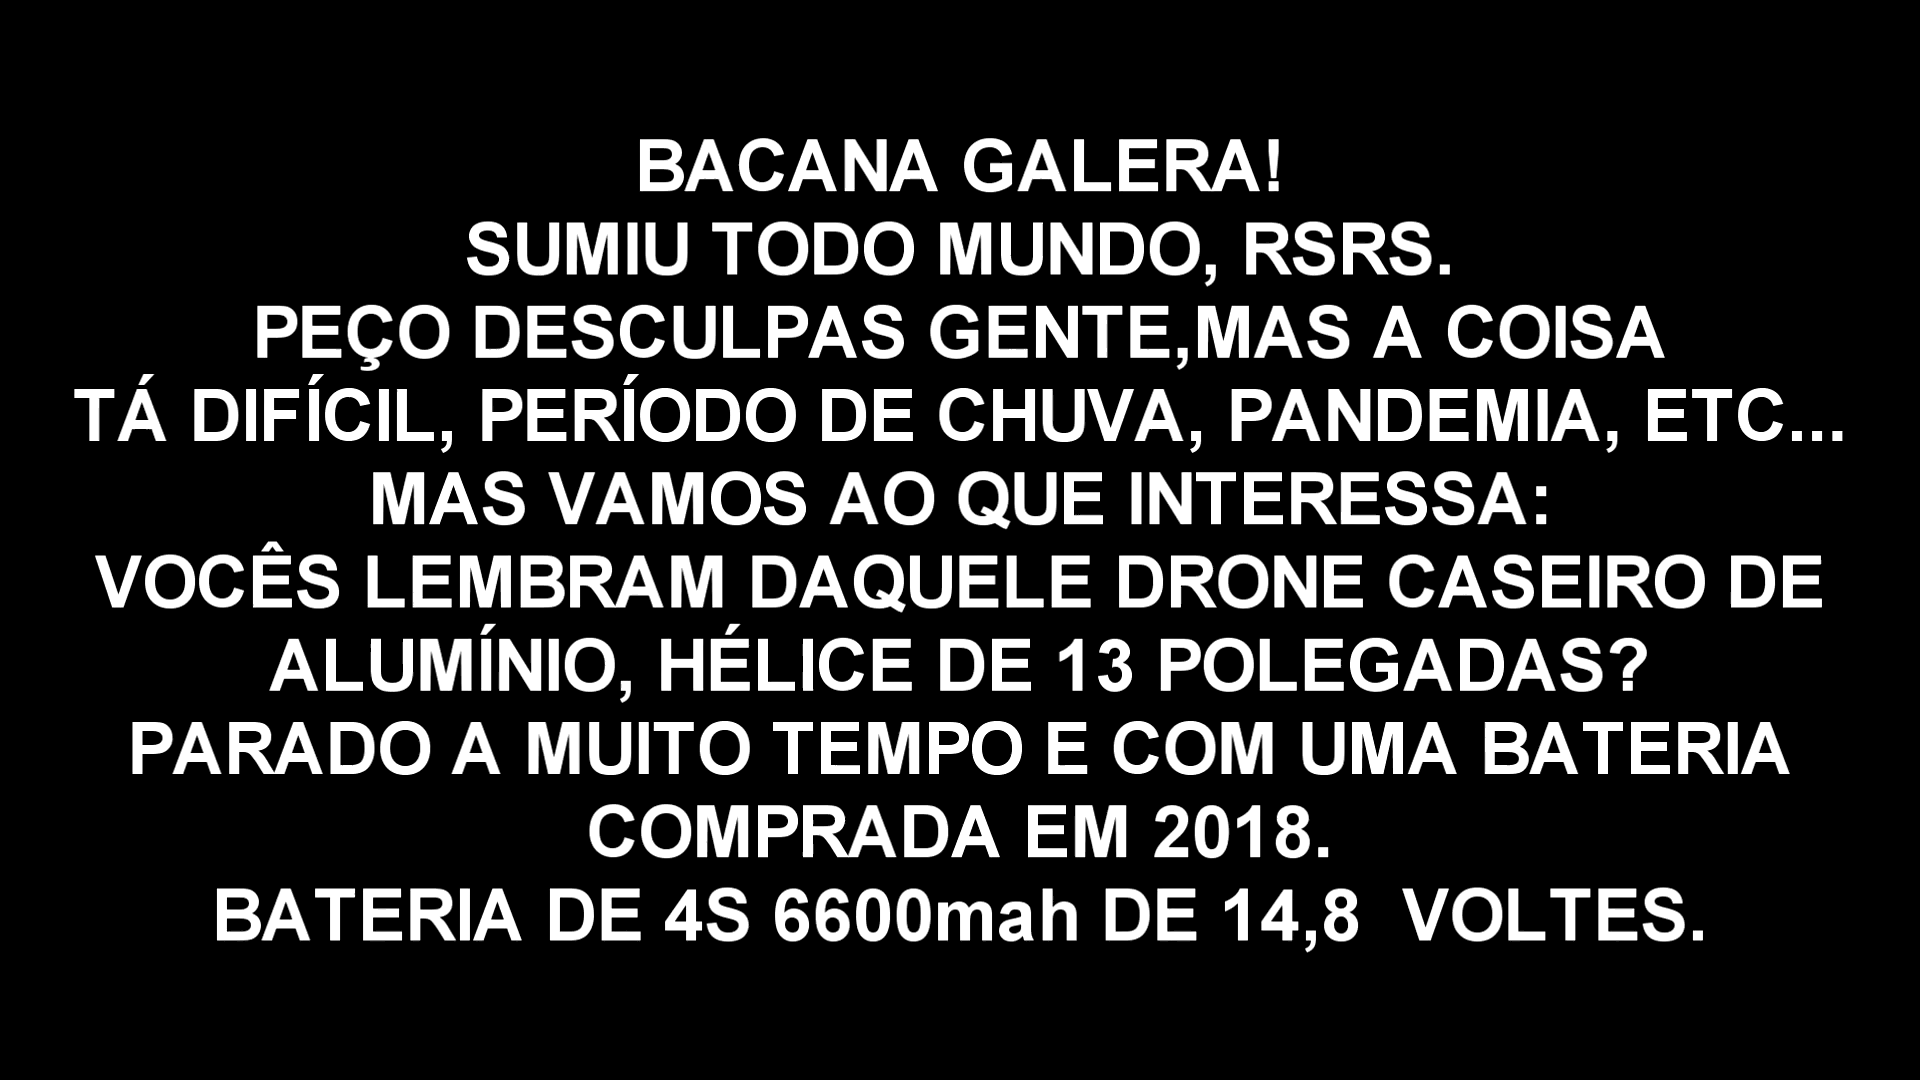 BACANA GALERA!
SUMIU TODO MUNDO, RSRS.
PEÇO DESCULPAS GENTE,MAS A COISA
TÁ DIFÍCIL, PERÍODO DE CHUVA, PANDEMIA, ETC...
MAS VAMOS AO QUE INTERESSA:
VOCÊS LEMBRAM DAQUELE DRONE CASEIRO DE
ALUMÍNIO, HÉLICE DE 13 POLEGADAS?
PARADO A MUITO TEMPO E COM UMA BATERIA
COMPRADA EM 2018.
BATERIA DE 4S 6600mah DE 14,8  VOLTES.